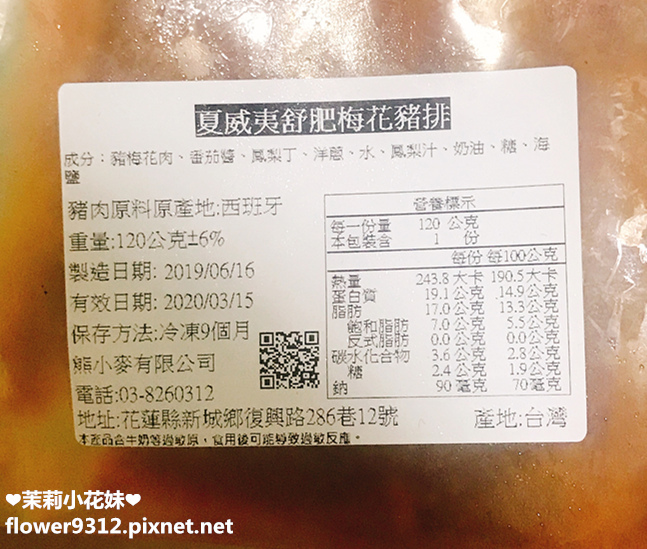 夏威夷舒肥梅花豬排
成分：豬梅花肉、番茄醬、鳳梨丁、洋蔥、水、鳳梨汁、奶油、糖、海
鹽
豬肉原料原產地:西班牙
重量:120公克±6%
製造日期: 2019/06/16
有效日期: 2020/03/15
保存方法:冷凍9個月
熊小麥有限公司
電話:03-8260312
地址:花蓮縣新城鄉復興路286巷12號
本產品含牛奶等過敏原，食用後可能導致過敏反應。
營養標示
每一份量 120 公克
本包裝含 1 份
每份 每100公克
熱量 243.8 大卡 190.5 大卡
蛋白質 19.1 公克 14.9 公克
脂肪 17.0 公克 13.3 公克
飽和脂肪 7.0 公克 5.5 公克
反式脂肪 0.0 公克 0.0 公克
碳水化合物 3.6 公克 2.8 公克
糖 2.4 公克 1.9 公克
鈉 90 毫克 70 毫克
產地:台灣
❤茉莉小花妹❤
flower9312.pixnet.net